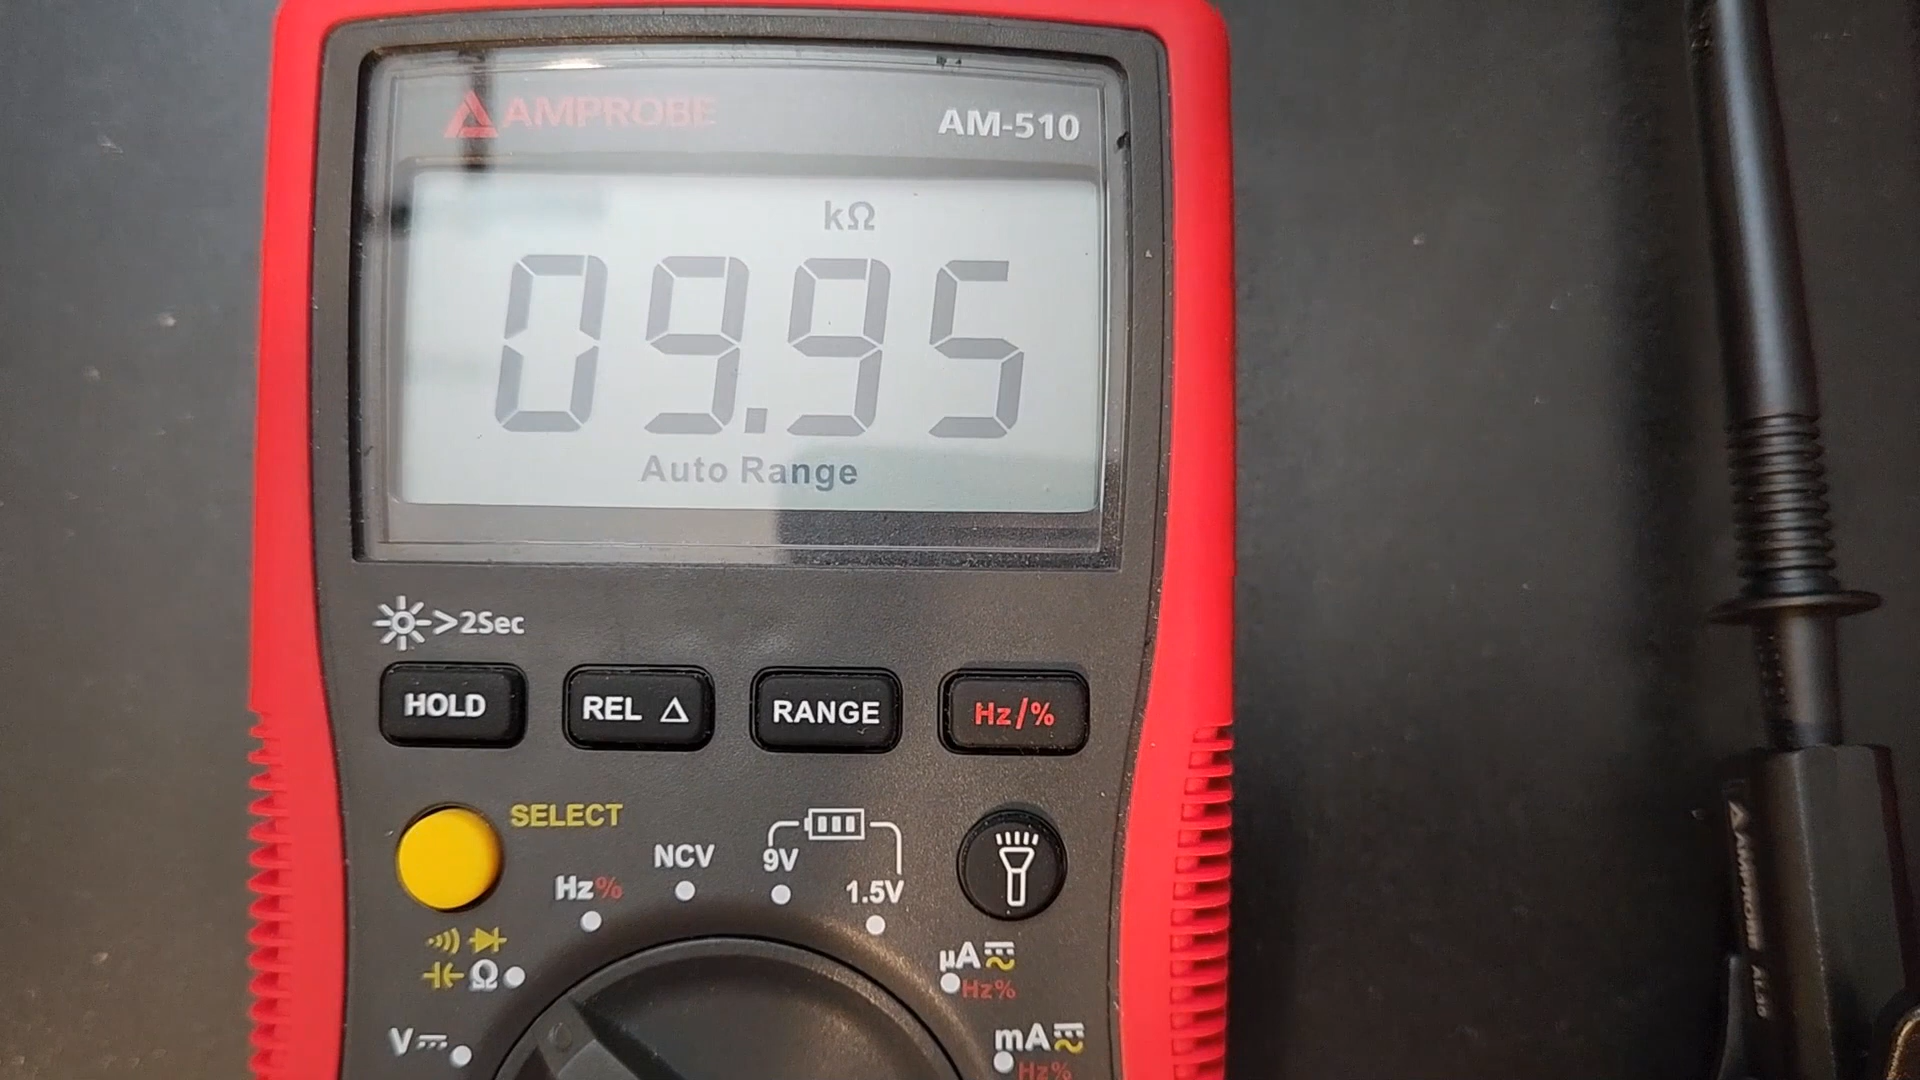 AMPROBE AM-510
kΩ
09.95
Auto Range
>2Sec
HOLD REL △ RANGE Hz/%
SELECT
NCV 9V
Hz% 1.5V
Ω µA
Hz%
V mA
Hz%
AMPROBE